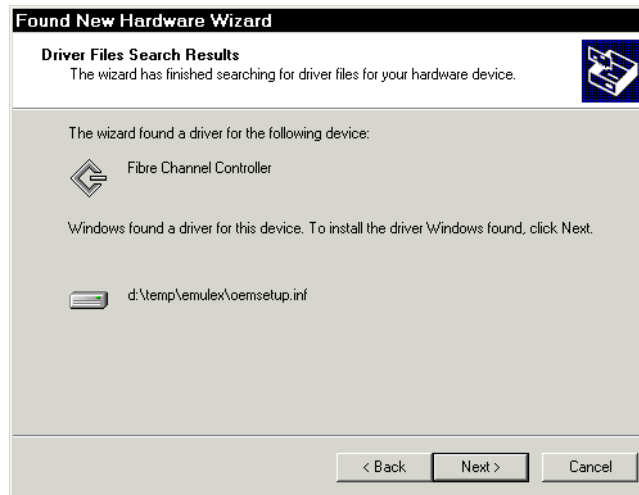 Found New Hardware Wizard
Driver Files Search Results
The wizard has finished searching for driver files for your hardware device.
The wizard found a driver for the following device:
Fibre Channel Controller
Windows found a driver for this device. To install the driver Windows found, click Next.
d:\temp\emulex\oemsetup.inf
< Back
Next >
Cancel